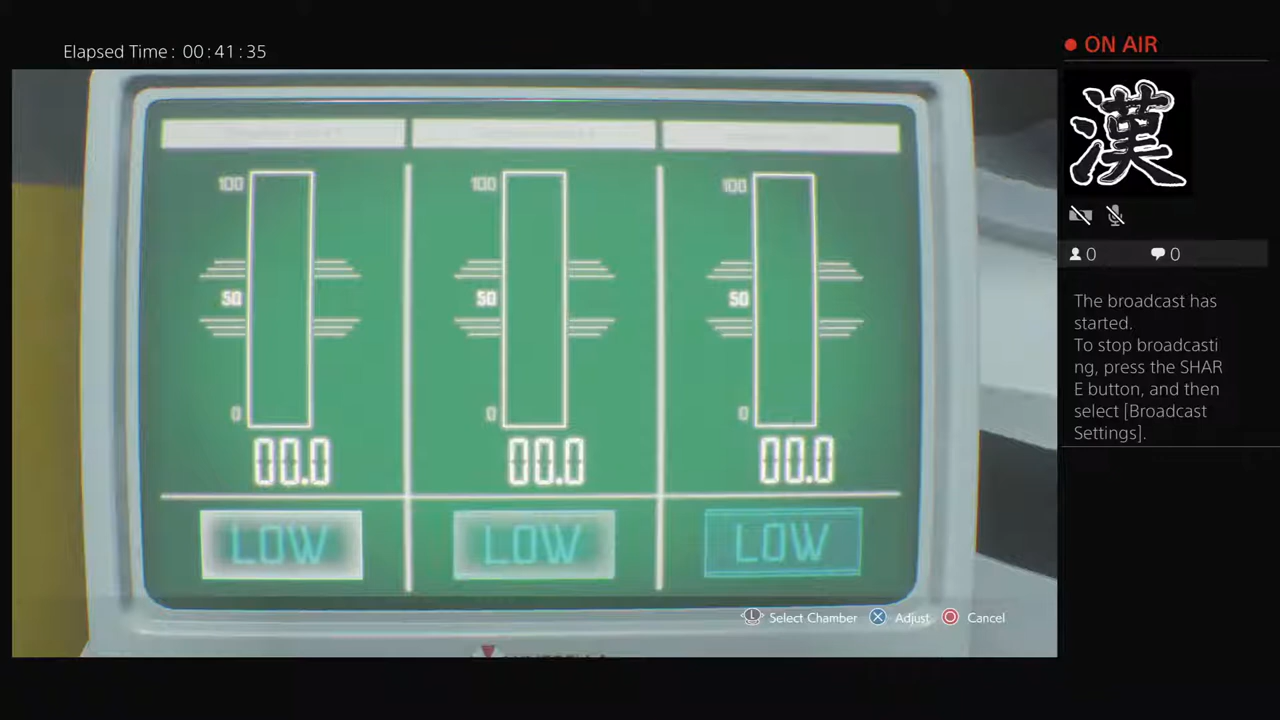 Elapsed Time: 00:41:35
ON AIR
漢
0
0
The broadcast has
started.
To stop broadcasti
ng, press the SHAR
E button, and then
select [Broadcast
Settings].
100
50
0
00.0
LOW
100
50
0
00.0
LOW
100
50
0
00.0
LOW
L Select Chamber Adjust Cancel